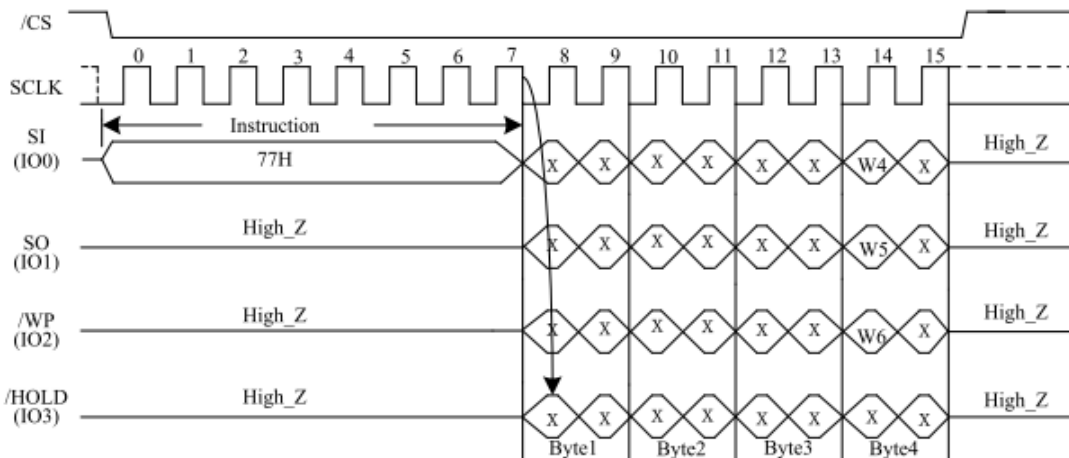 /CS
0 1 2 3 4 5 6 7 8 9 10 11 12 13 14 15
SCLK
Instruction
SI
(IO0)
77H
X X X X X X W4 X
High_Z
High_Z
SO
(IO1)
X X X X X X W5 X
High_Z
High_Z
/WP
(IO2)
X X X X X X W6 X
High_Z
High_Z
/HOLD
(IO3)
X X X X X X X X
High_Z
Byte1 Byte2 Byte3 Byte4